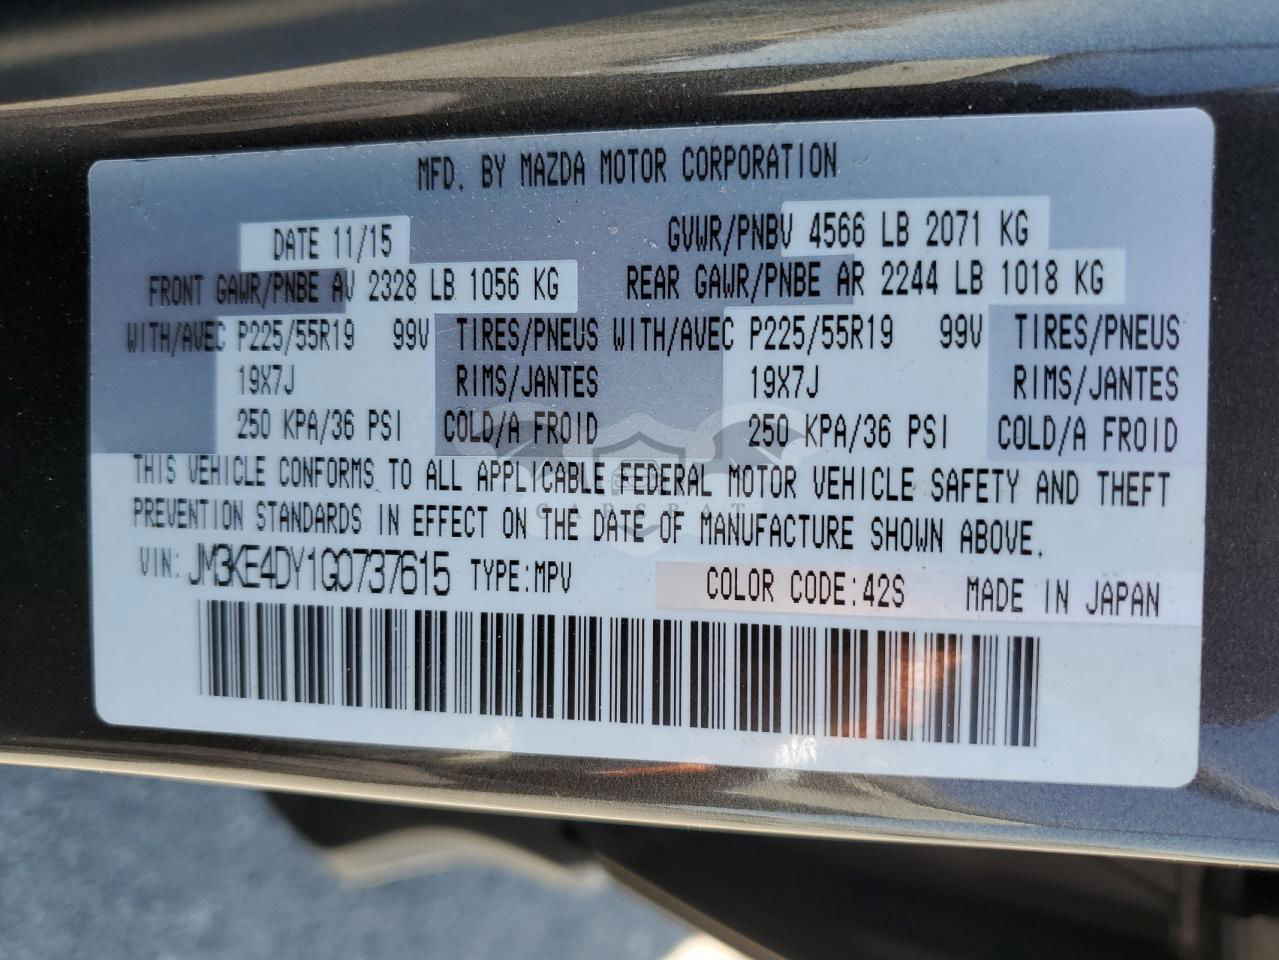 MFD. BY MAZDA MOTOR CORPORATION
DATE 11/15 GVWR/PNBV 4566 LB 2071 KG
FRONT GAWR/PNBE AV 2328 LB 1056 KG REAR GAWR/PNBE AR 2244 LB 1018 KG
WITH/AVEC P225/55R19 99V TIRES/PNEUS WITH/AVEC P225/55R19 99V TIRES/PNEUS
19X7J RIMS/JANTES 19X7J RIMS/JANTES
250 KPA/36 PSI COLD/A FROID 250 KPA/36 PSI COLD/A FROID
THIS VEHICLE CONFORMS TO ALL APPLICABLE FEDERAL MOTOR VEHICLE SAFETY AND THEFT
PREVENTION STANDARDS IN EFFECT ON THE DATE OF MANUFACTURE SHOWN ABOVE.
CARSBAT
VIN: JM3KE4DY1G0737615 TYPE:MPV COLOR CODE:42S MADE IN JAPAN